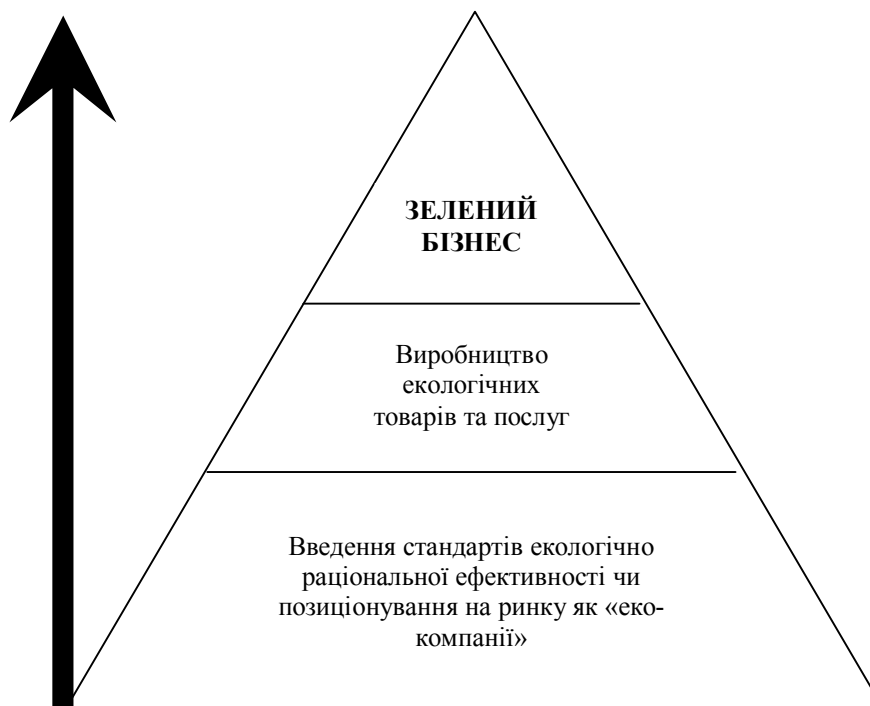 ЗЕЛЕНИЙ
БІЗНЕС
Виробництво
екологічних
товарів та послуг
Введення стандартів екологічно
раціональної ефективності чи
позиціонування на ринку як «еко-
компанії»